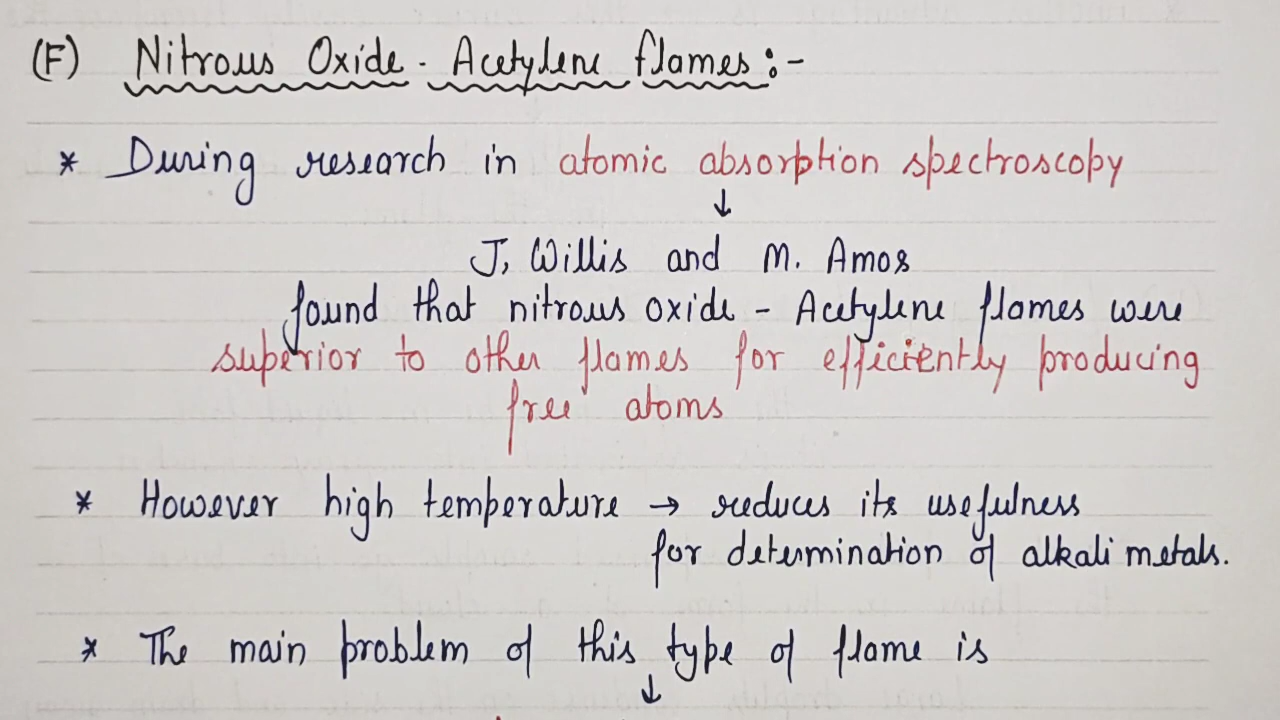 (F) Nitrous Oxide - Acetylene flames :-
* During research in atomic absorption spectroscopy
↓
J. Willis and M. Amos
found that nitrous oxide - Acetylene flames were
superior to other flames for efficiently producing
free atoms
* However high temperature → reduces its usefulness
for determination of alkali metals.
* The main problem of this type of flame is
↓